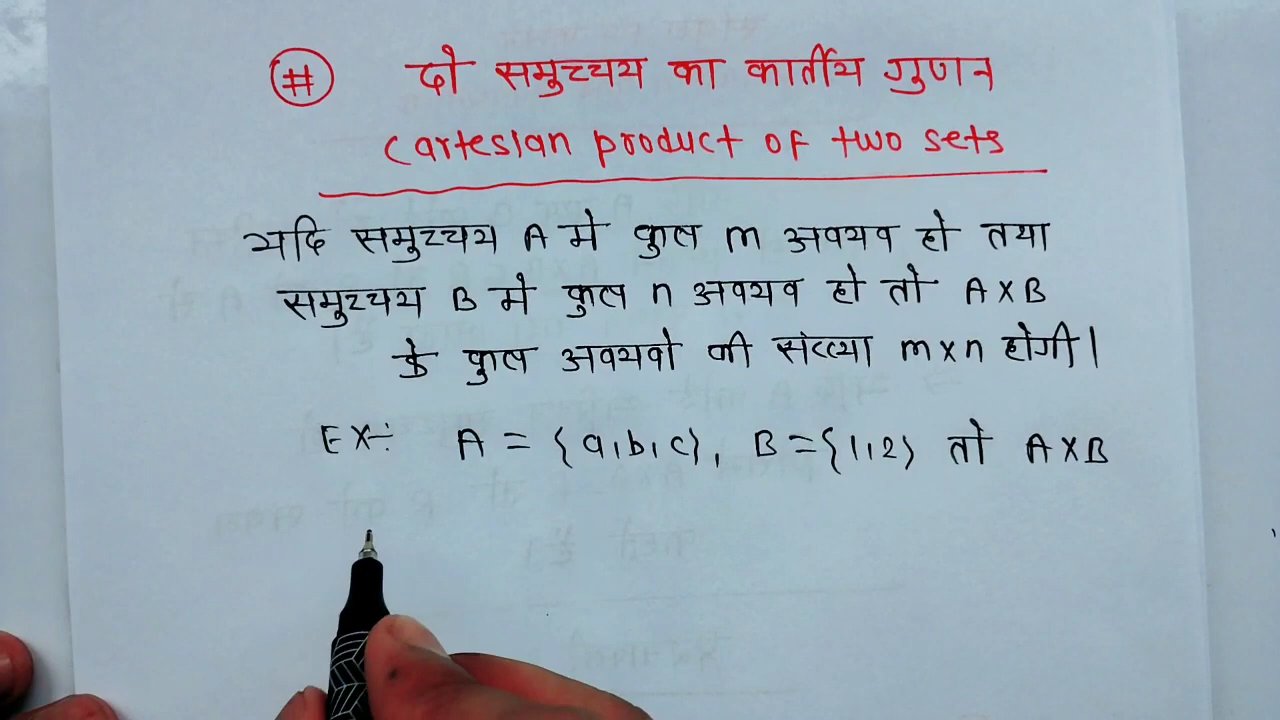 # दो समुच्चय का कार्तीय गुणन
Cartesian product of two sets
यदि समुच्चय A मे कुल m अवयव हो तथा
समुच्चय B मे कुल n अवयव हो तो A×B
के कुल अवयवो की संख्या m×n होगी।
Ex÷ A = {a,b,c}, B={1,2} तो A×B